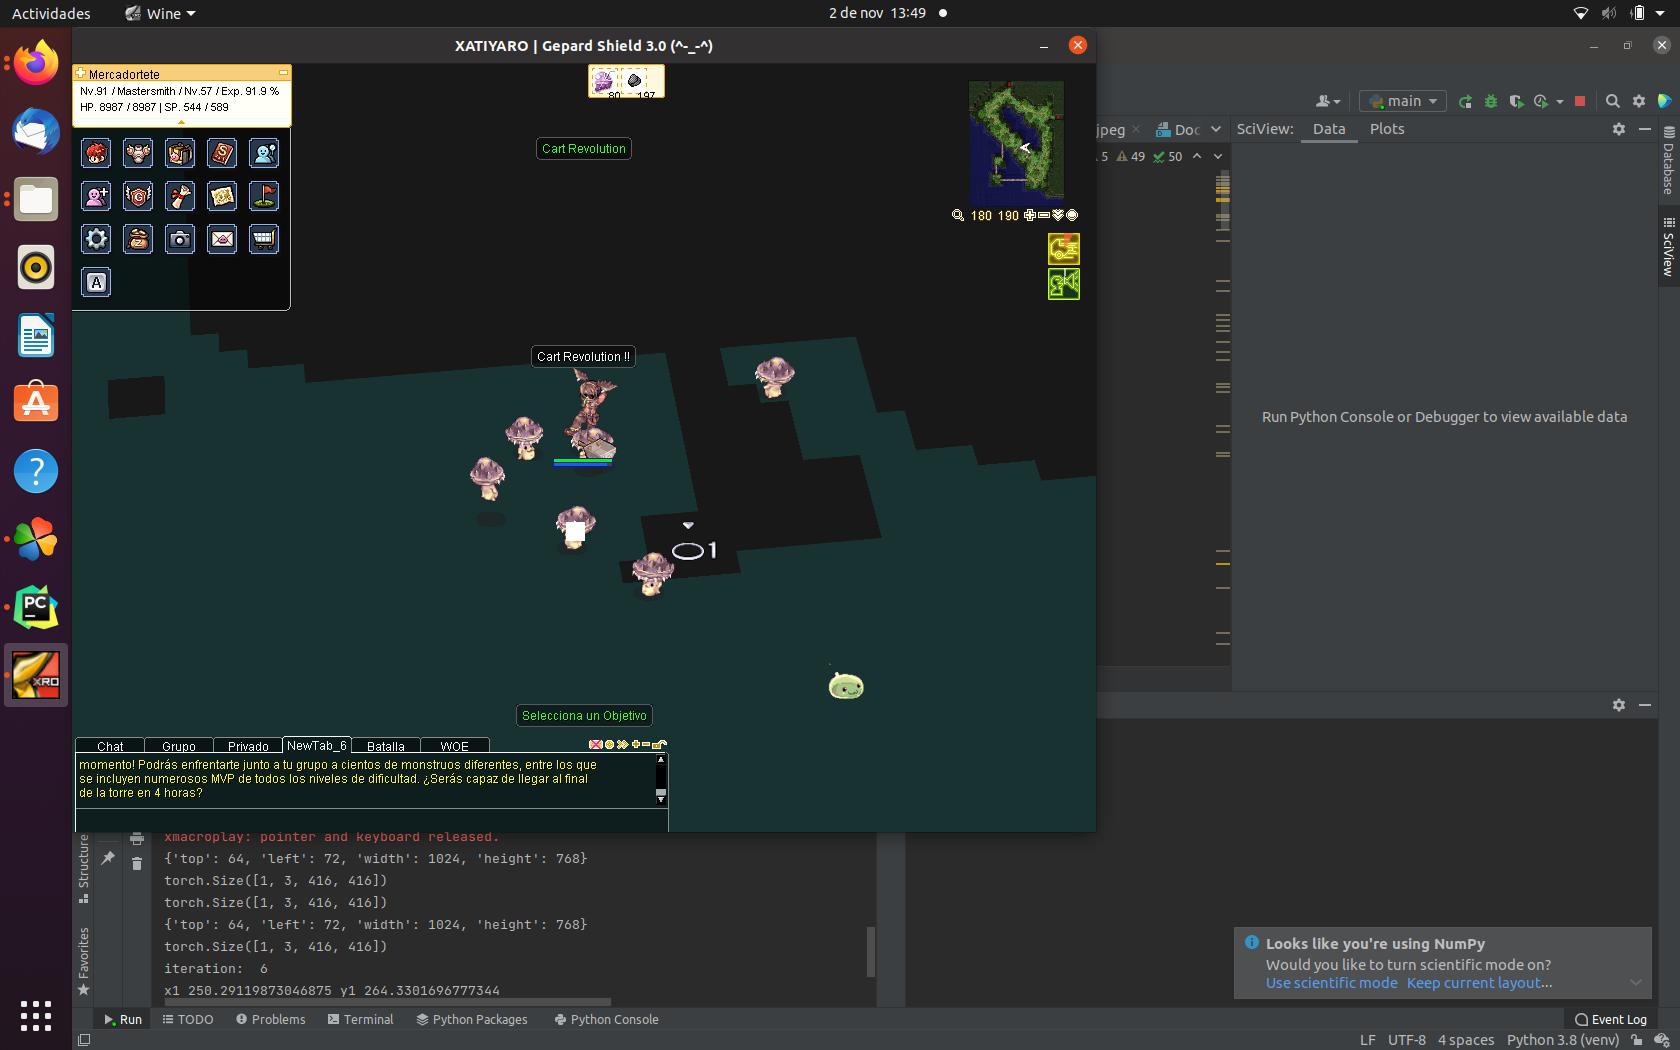 Actividades
Wine
2 de nov 13:49
XATIYARO | Gepard Shield 3.0 (^-_-^)
Mercadortete
Nv.91 / Mastersmith / Nv.57 / Exp. 91.9 %
HP. 8987 / 8987 | SP. 544 / 589
80 197
Cart Revolution
180 190
main
jpeg
Doc
SciView:
Data
Plots
5 49 50
Database
SciView
Run Python Console or Debugger to view available data
Cart Revolution !!
1
Selecciona un Objetivo
Chat
Grupo
Privado
NewTab_6
Batalla
WOE
momento! Podrás enfrentarte junto a tu grupo a cientos de monstruos diferentes, entre los que
se incluyen numerosos MVP de todos los niveles de dificultad. ¿Serás capaz de llegar al final
de la torre en 4 horas?
PC
XRO
A
Structure
Favorites
xmacroplay: pointer and keyboard released.
{'top': 64, 'left': 72, 'width': 1024, 'height': 768}
torch.Size([1, 3, 416, 416])
torch.Size([1, 3, 416, 416])
{'top': 64, 'left': 72, 'width': 1024, 'height': 768}
torch.Size([1, 3, 416, 416])
iteration:  6
x1 250.29119873046875 y1 264.3301696777344
Looks like you're using NumPy
Would you like to turn scientific mode on?
Use scientific mode Keep current layout...
Run
TODO
Problems
Terminal
Python Packages
Python Console
Event Log
LF UTF-8 4 spaces Python 3.8 (venv)